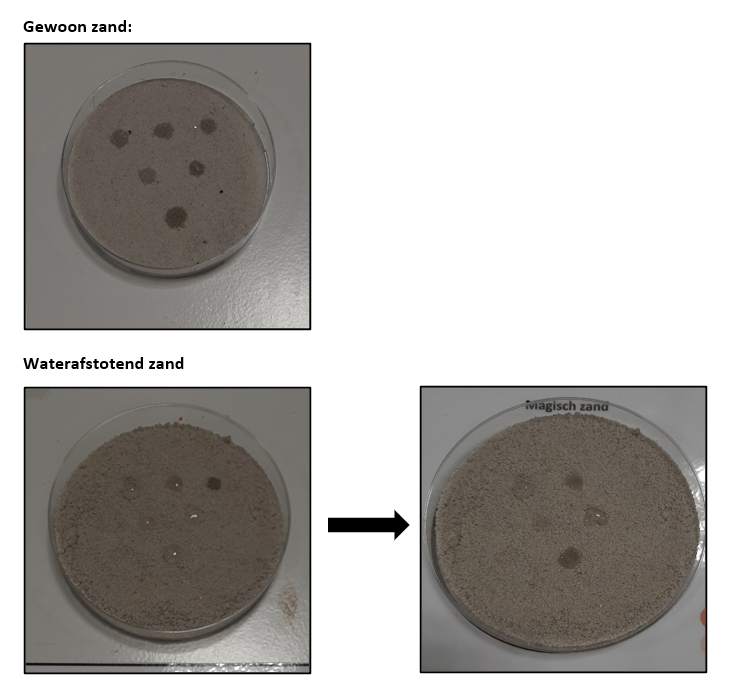 Gewoon zand:
Waterafstotend zand
Magisch zand